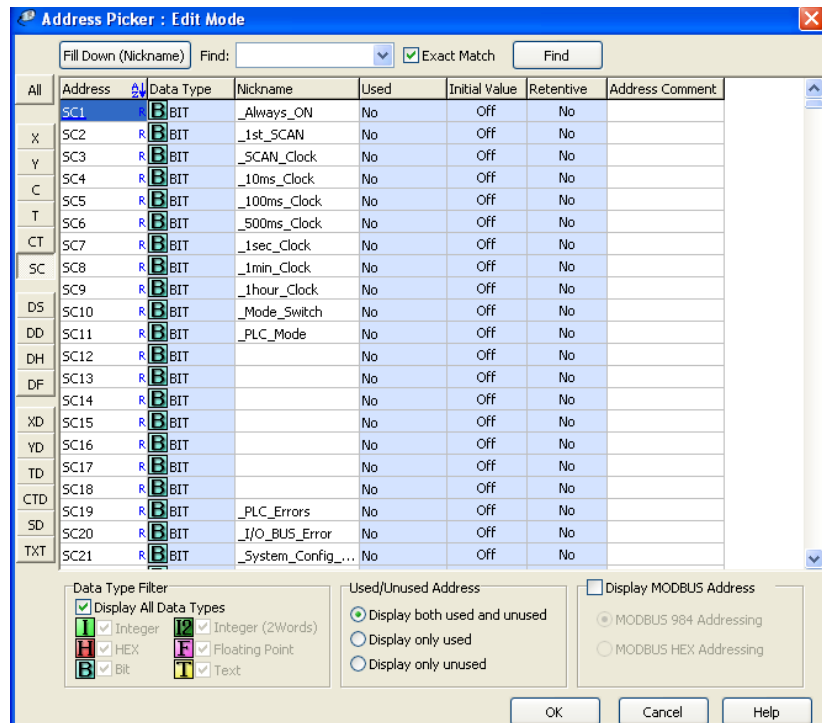 Address Picker : Edit Mode
Fill Down (Nickname) Find: Exact Match Find
All Address Data Type Nickname Used Initial Value Retentive Address Comment
SC1 R B BIT _Always_ON No Off No
X SC2 R B BIT _1st_SCAN No Off No
Y SC3 R B BIT _SCAN_Clock No Off No
C SC4 R B BIT _10ms_Clock No Off No
SC5 R B BIT _100ms_Clock No Off No
T SC6 R B BIT _500ms_Clock No Off No
CT SC7 R B BIT _1sec_Clock No Off No
SC SC8 R B BIT _1min_Clock No Off No
SC9 R B BIT _1hour_Clock No Off No
DS SC10 R B BIT _Mode_Switch No Off No
DD SC11 R B BIT _PLC_Mode No Off No
DH SC12 R B BIT No Off No
DF SC13 R B BIT No Off No
SC14 R B BIT No Off No
XD SC15 R B BIT No Off No
YD SC16 R B BIT No Off No
TD SC17 R B BIT No Off No
CTD SC18 R B BIT No Off No
SD SC19 R B BIT _PLC_Errors No Off No
SC20 R B BIT _I/O_BUS_Error No Off No
TXT SC21 R B BIT _System_Config_... No Off No
Data Type Filter
Display All Data Types
I Integer I2 Integer (2Words)
H HEX F Floating Point
B Bit T Text
Used/Unused Address
Display both used and unused
Display only used
Display only unused
Display MODBUS Address
MODBUS 984 Addressing
MODBUS HEX Addressing
OK Cancel Help